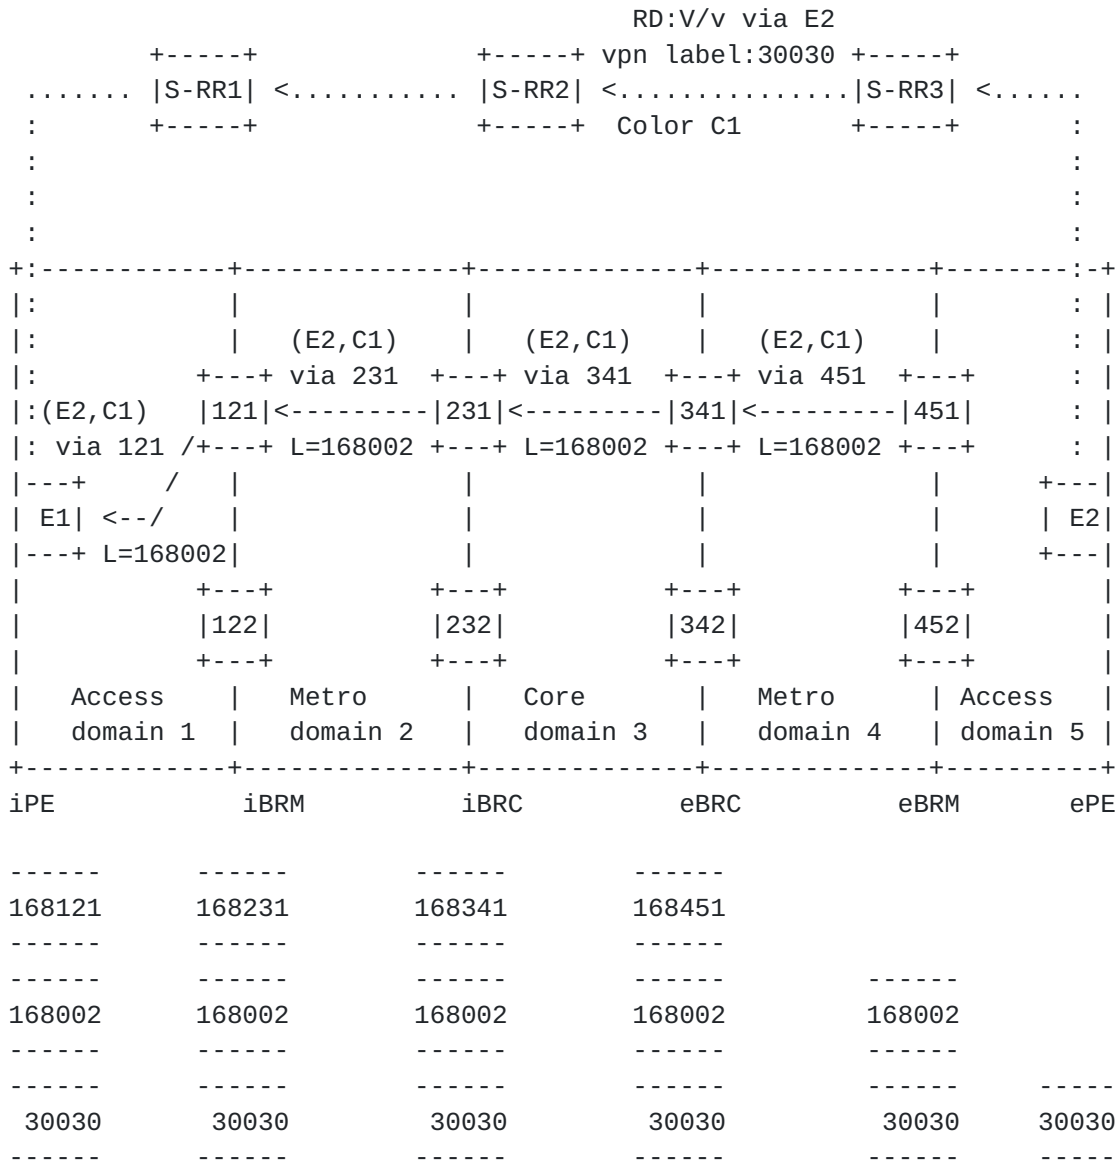 RD:V/v via E2
         +-----+              +-----+ vpn label:30030 +-----+
 ....... |S-RR1| <........... |S-RR2| <...............|S-RR3| <......
 :       +-----+              +-----+  Color C1       +-----+       :
 :                                                                  :
 :                                                                  :
 :                                                                  :
+:------------+--------------+--------------+--------------+--------:-+
|:            |              |              |              |        : |
|:            |   (E2,C1)    |   (E2,C1)    |   (E2,C1)    |        : |
|:          +---+ via 231  +---+ via 341  +---+ via 451  +---+      : |
|:(E2,C1)   |121|<---------|231|<---------|341|<---------|451|      : |
|: via 121 /+---+ L=168002 +---+ L=168002 +---+ L=168002 +---+      : |
|---+     /   |              |              |              |      +---|
| E1| <--/    |              |              |              |      | E2|
|---+ L=168002|              |              |              |      +---|
|           +---+          +---+          +---+          +---+        |
|           |122|          |232|          |342|          |452|        |
|           +---+          +---+          +---+          +---+        |
|   Access    |   Metro      |   Core       |   Metro      | Access   |
|   domain 1  |   domain 2   |   domain 3   |   domain 4   | domain 5 |
+-------------+--------------+--------------+--------------+----------+
iPE            iBRM          iBRC          eBRC          eBRM       ePE

------      ------        ------        ------
168121      168231        168341        168451
------      ------        ------        ------
------      ------        ------        ------         ------
168002      168002        168002        168002         168002
------      ------        ------        ------         ------
------      ------        ------        ------         ------     -----
 30030       30030         30030         30030          30030     30030
------      ------        ------        ------         ------     -----